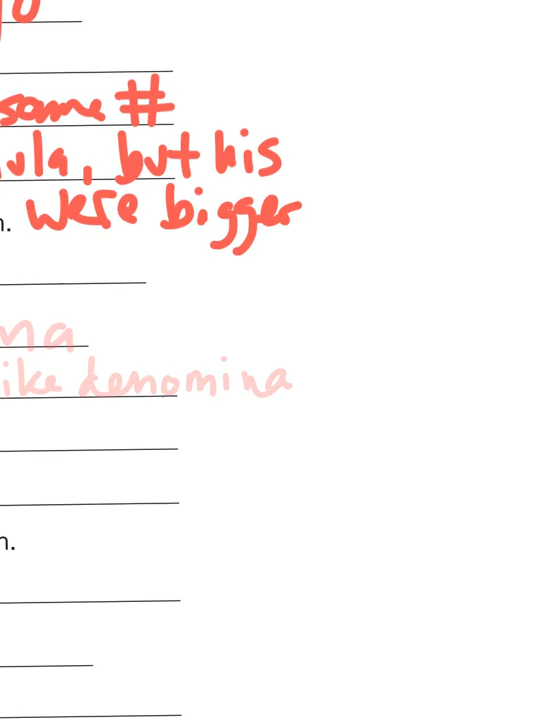 same #
ula, but his
n. were bigger
na
ike denomina
n.